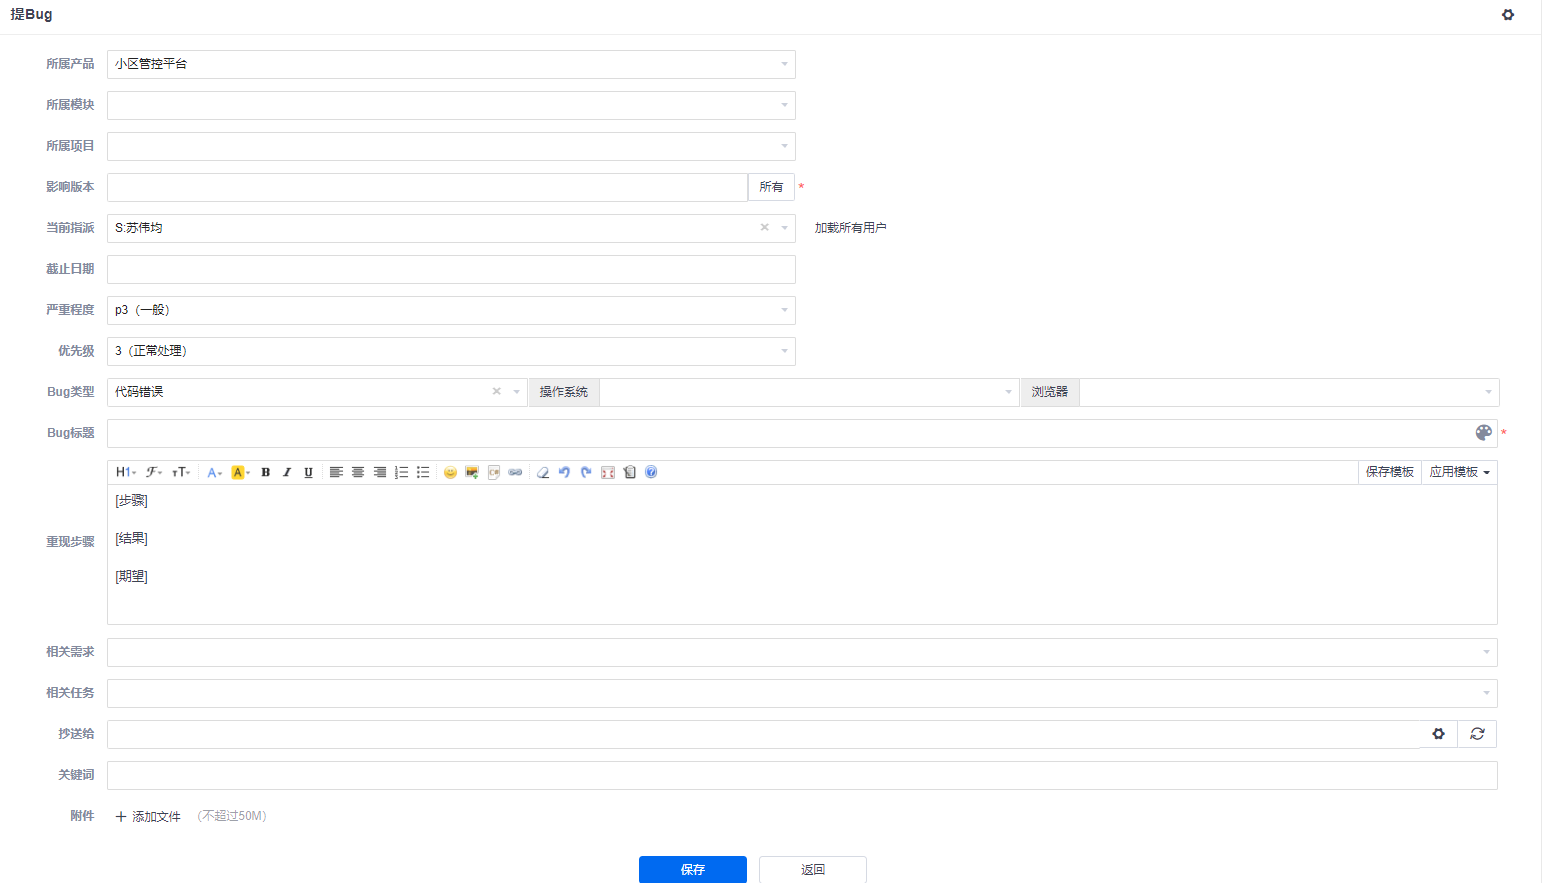 提Bug
所属产品 小区管控平台
所属模块
所属项目
影响版本 所有 *
当前指派 S:苏伟均 × 加载所有用户
截止日期
严重程度 p3（一般）
优先级 3（正常处理）
Bug类型 代码错误 × 操作系统 浏览器
Bug标题 *
H1 F тT A A B I U 保存模板 应用模板
[步骤]
[结果]
重现步骤
[期望]
相关需求
相关任务
抄送给
关键词
附件 + 添加文件 （不超过50M）
保存 返回